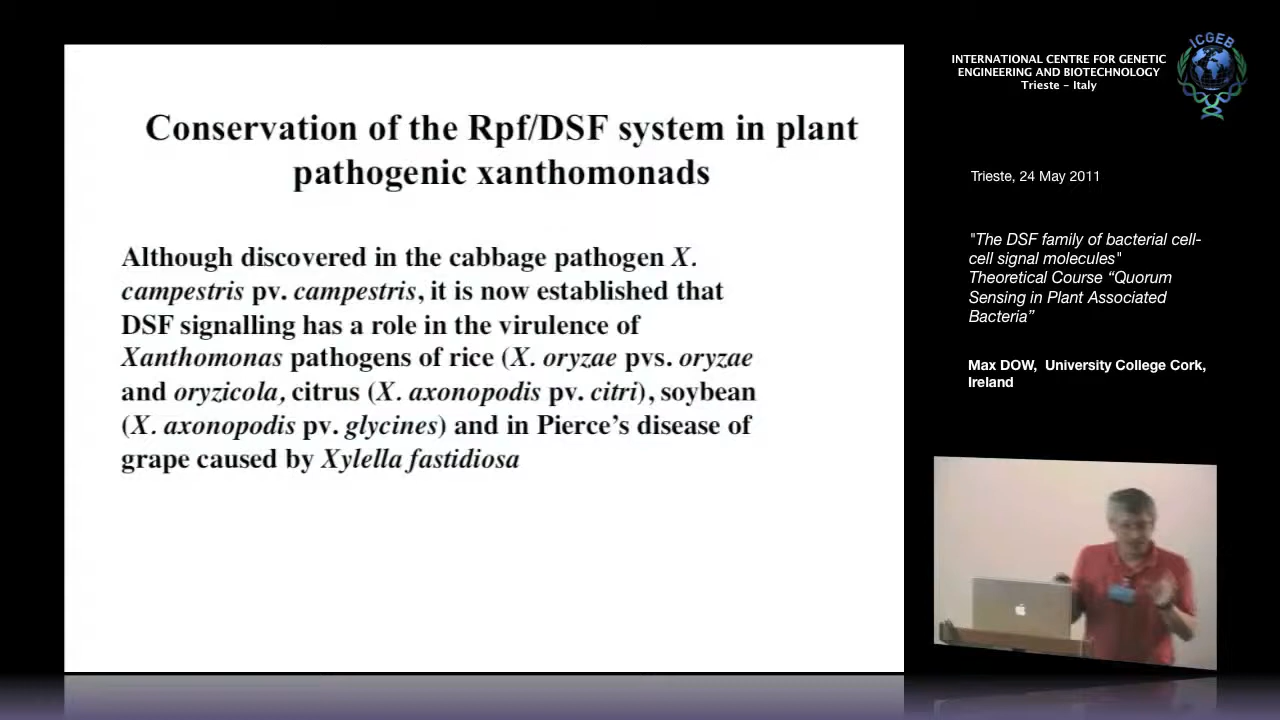 Conservation of the Rpf/DSF system in plant
pathogenic xanthomonads
Although discovered in the cabbage pathogen X.
campestris pv. campestris, it is now established that
DSF signalling has a role in the virulence of
Xanthomonas pathogens of rice (X. oryzae pvs. oryzae
and oryzicola, citrus (X. axonopodis pv. citri), soybean
(X. axonopodis pv. glycines) and in Pierce’s disease of
grape caused by Xylella fastidiosa
INTERNATIONAL CENTRE FOR GENETIC
ENGINEERING AND BIOTECHNOLOGY
Trieste - Italy
ICGEB
Trieste, 24 May 2011
"The DSF family of bacterial cell-
cell signal molecules"
Theoretical Course “Quorum
Sensing in Plant Associated
Bacteria”
Max DOW, University College Cork,
Ireland